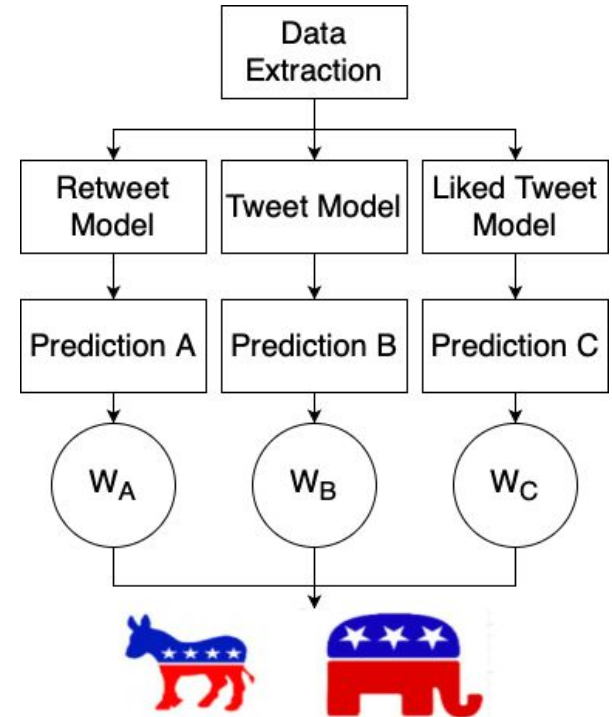 Data
Extraction
Retweet
Model
Tweet Model
Liked Tweet
Model
Prediction A
Prediction B
Prediction C
WA
WB
WC